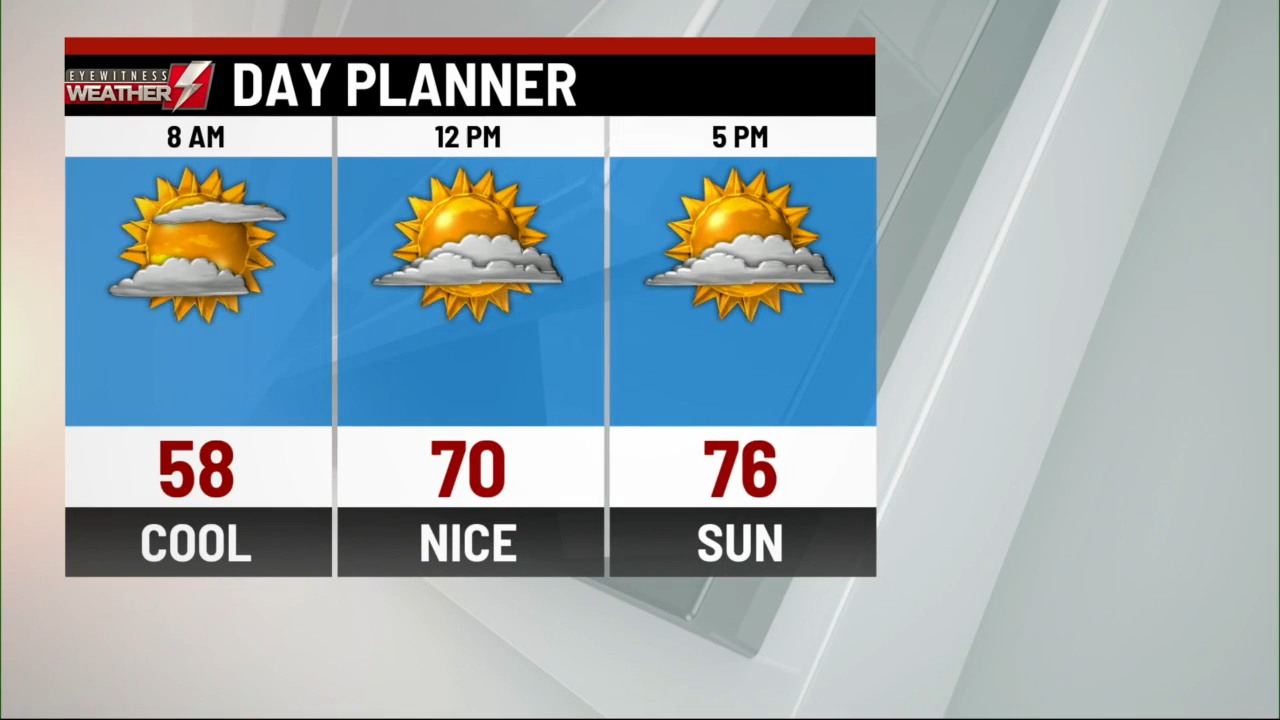 EYEWITNESS
WEATHER
DAY PLANNER
8 AM
12 PM
5 PM
58
70
76
COOL
NICE
SUN